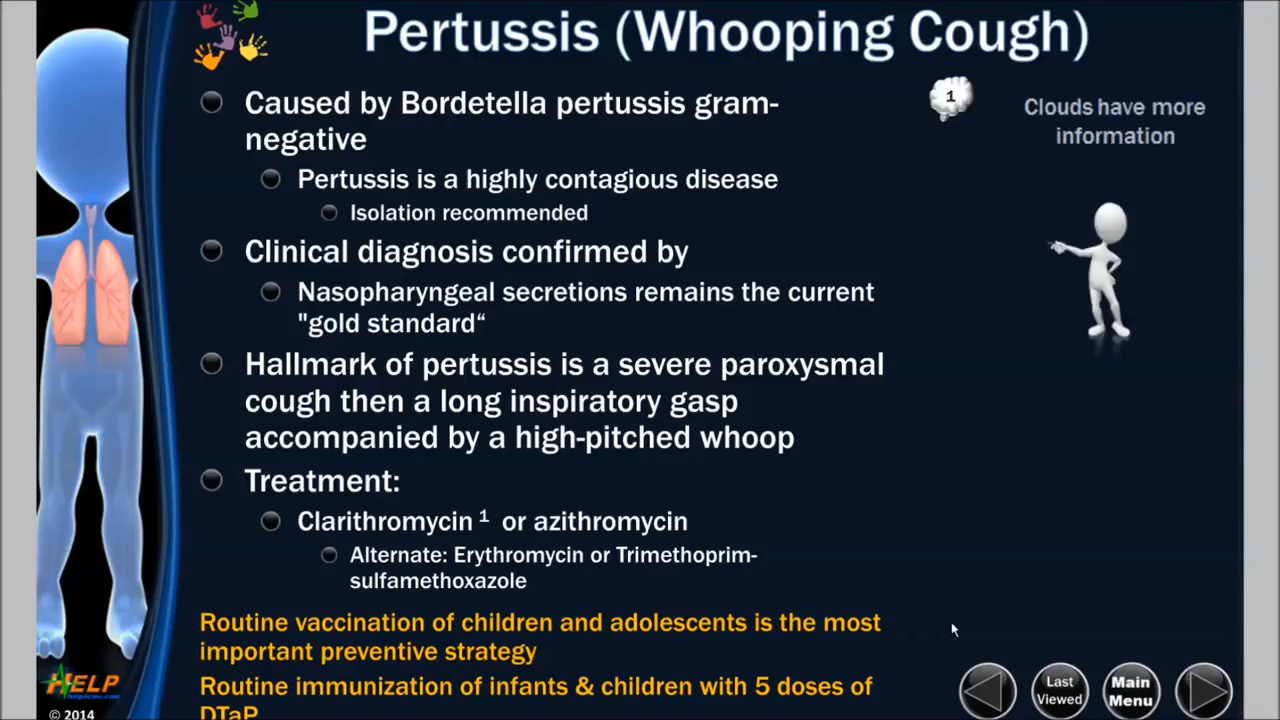 Pertussis (Whooping Cough)
Caused by Bordetella pertussis gram-
negative
Pertussis is a highly contagious disease
Isolation recommended
Clinical diagnosis confirmed by
Nasopharyngeal secretions remains the current
"gold standard“
Hallmark of pertussis is a severe paroxysmal
cough then a long inspiratory gasp
accompanied by a high-pitched whoop
Treatment:
Clarithromycin ¹ or azithromycin
Alternate: Erythromycin or Trimethoprim-
sulfamethoxazole
Routine vaccination of children and adolescents is the most
important preventive strategy
Routine immunization of infants & children with 5 doses of
DTaP
1
Clouds have more
information
HELP
© 2014
Last
Viewed
Main
Menu